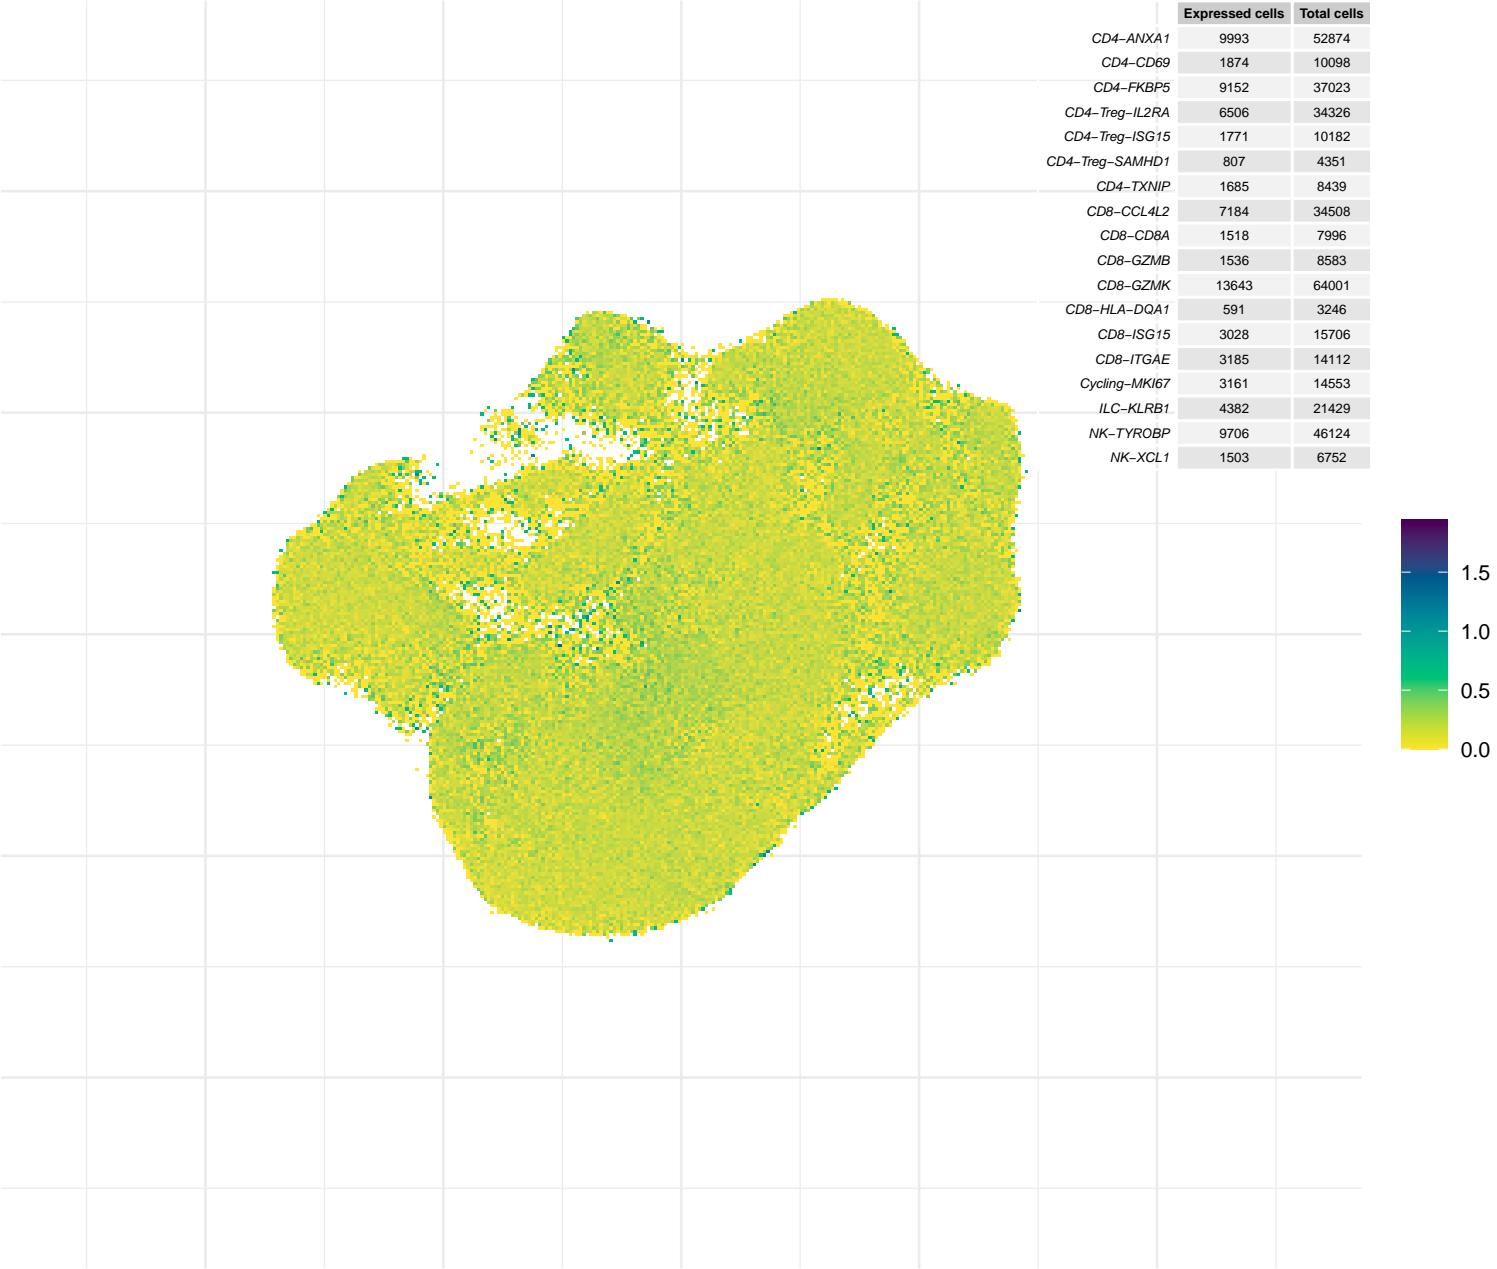 Expressed cells Total cells
CD4−ANXA1 9993 52874
CD4−CD69 1874 10098
CD4−FKBP5 9152 37023
CD4−Treg−IL2RA 6506 34326
CD4−Treg−ISG15 1771 10182
CD4−Treg−SAMHD1 807 4351
CD4−TXNIP 1685 8439
CD8−CCL4L2 7184 34508
CD8−CD8A 1518 7996
CD8−GZMB 1536 8583
CD8−GZMK 13643 64001
CD8−HLA−DQA1 591 3246
CD8−ISG15 3028 15706
CD8−ITGAE 3185 14112
Cycling−MKI67 3161 14553
ILC−KLRB1 4382 21429
NK−TYROBP 9706 46124
NK−XCL1 1503 6752
1.5
1.0
0.5
0.0